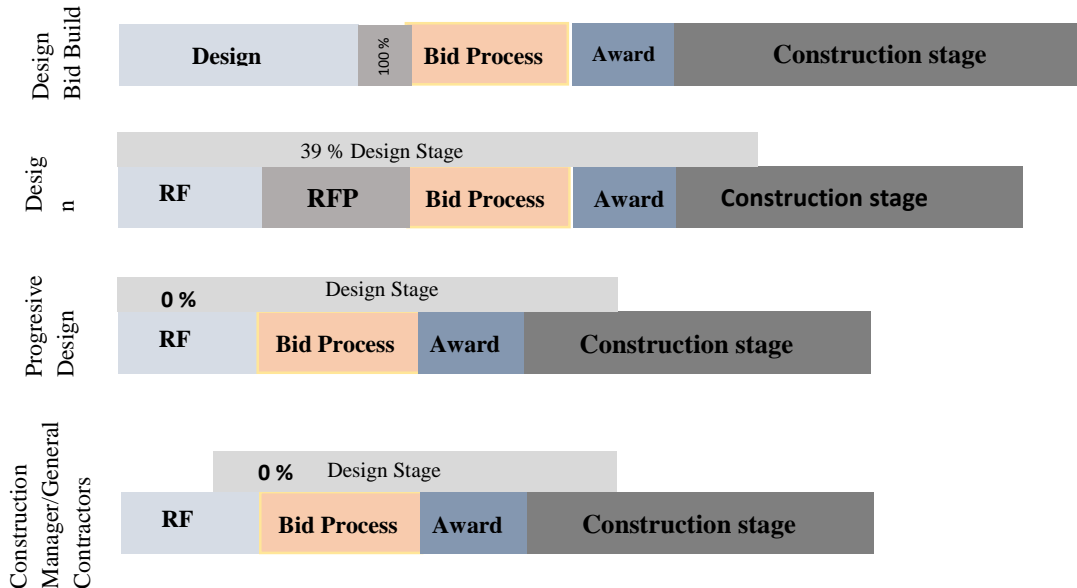 Design
Bid Build
Design
100 %
Bid Process
Award
Construction stage
Desig
n
39 % Design Stage
RF
RFP
Bid Process
Award
Construction stage
Progresive
Design
0 %
Design Stage
RF
Bid Process
Award
Construction stage
Construction
Manager/General
Contractors
0 %
Design Stage
RF
Bid Process
Award
Construction stage